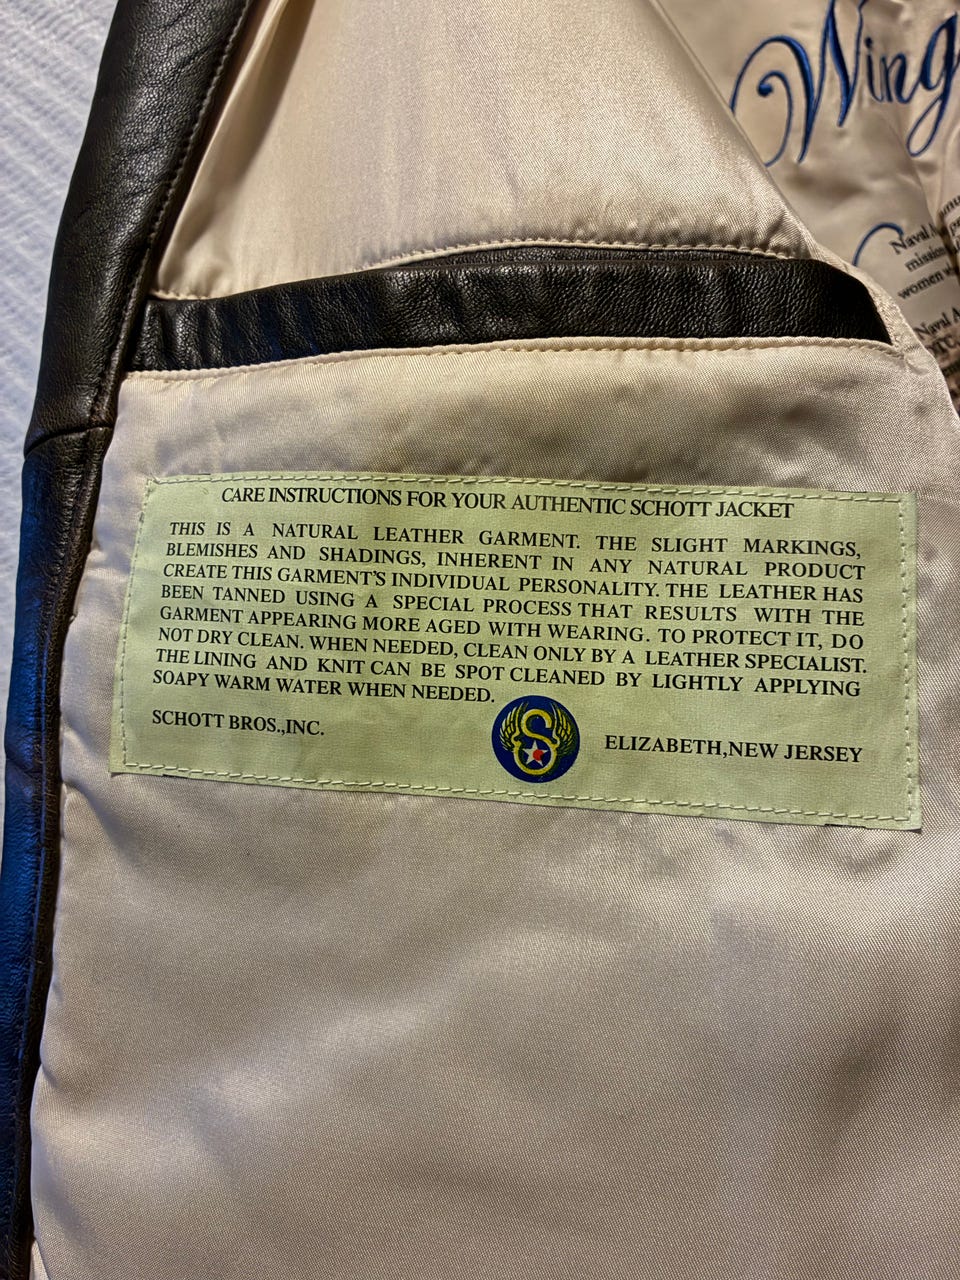 Wing
Naval
mission
women
Naval A
CARE INSTRUCTIONS FOR YOUR AUTHENTIC SCHOTT JACKET
THIS IS A NATURAL LEATHER GARMENT. THE SLIGHT MARKINGS,
BLEMISHES AND SHADINGS, INHERENT IN ANY NATURAL PRODUCT
CREATE THIS GARMENT'S INDIVIDUAL PERSONALITY. THE LEATHER HAS
BEEN TANNED USING A SPECIAL PROCESS THAT RESULTS WITH THE
GARMENT APPEARING MORE AGED WITH WEARING. TO PROTECT IT, DO
NOT DRY CLEAN. WHEN NEEDED, CLEAN ONLY BY A LEATHER SPECIALIST.
THE LINING AND KNIT CAN BE SPOT CLEANED BY LIGHTLY APPLYING
SOAPY WARM WATER WHEN NEEDED.
SCHOTT BROS.,INC.
S
ELIZABETH,NEW JERSEY